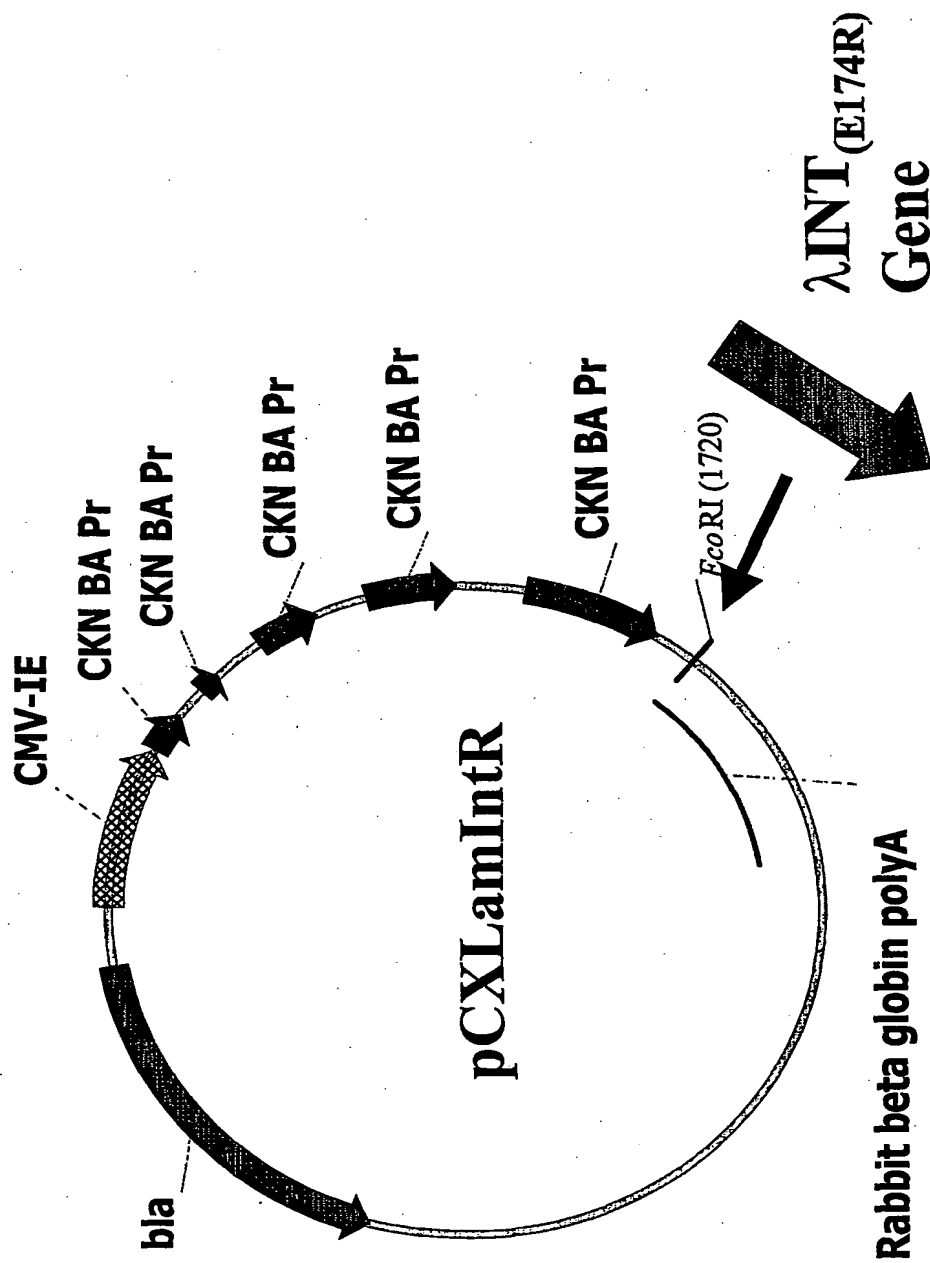 CMV-IE
CKN BA Pr
CKN BA Pr
CKN BA Pr
CKN BA Pr
CKN BA Pr
bla
pCXLamIntR
EcoRI (1720)
λINT(E174R)
Gene
Rabbit beta globin polyA